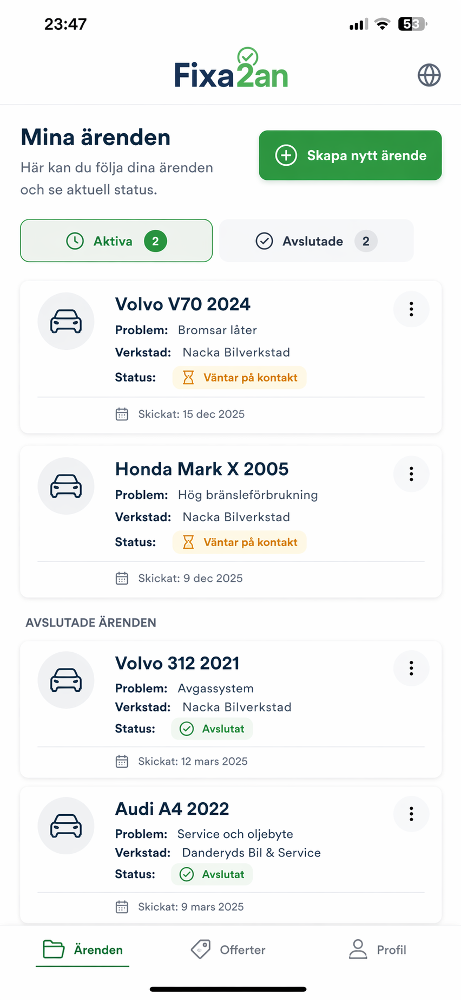 23:47
53
Fixa2an
Mina ärenden
Här kan du följa dina ärenden
och se aktuell status.
Skapa nytt ärende
Aktiva 2
Avslutade 2
Volvo V70 2024
Problem: Bromsar låter
Verkstad: Nacka Bilverkstad
Status: Väntar på kontakt
Skickat: 15 dec 2025
Honda Mark X 2005
Problem: Hög bränsleförbrukning
Verkstad: Nacka Bilverkstad
Status: Väntar på kontakt
Skickat: 9 dec 2025
AVSLUTADE ÄRENDEN
Volvo 312 2021
Problem: Avgassystem
Verkstad: Nacka Bilverkstad
Status: Avslutat
Skickat: 12 mars 2025
Audi A4 2022
Problem: Service och oljebyte
Verkstad: Danderyds Bil & Service
Status: Avslutat
Skickat: 9 mars 2025
Ärenden
Offerter
Profil